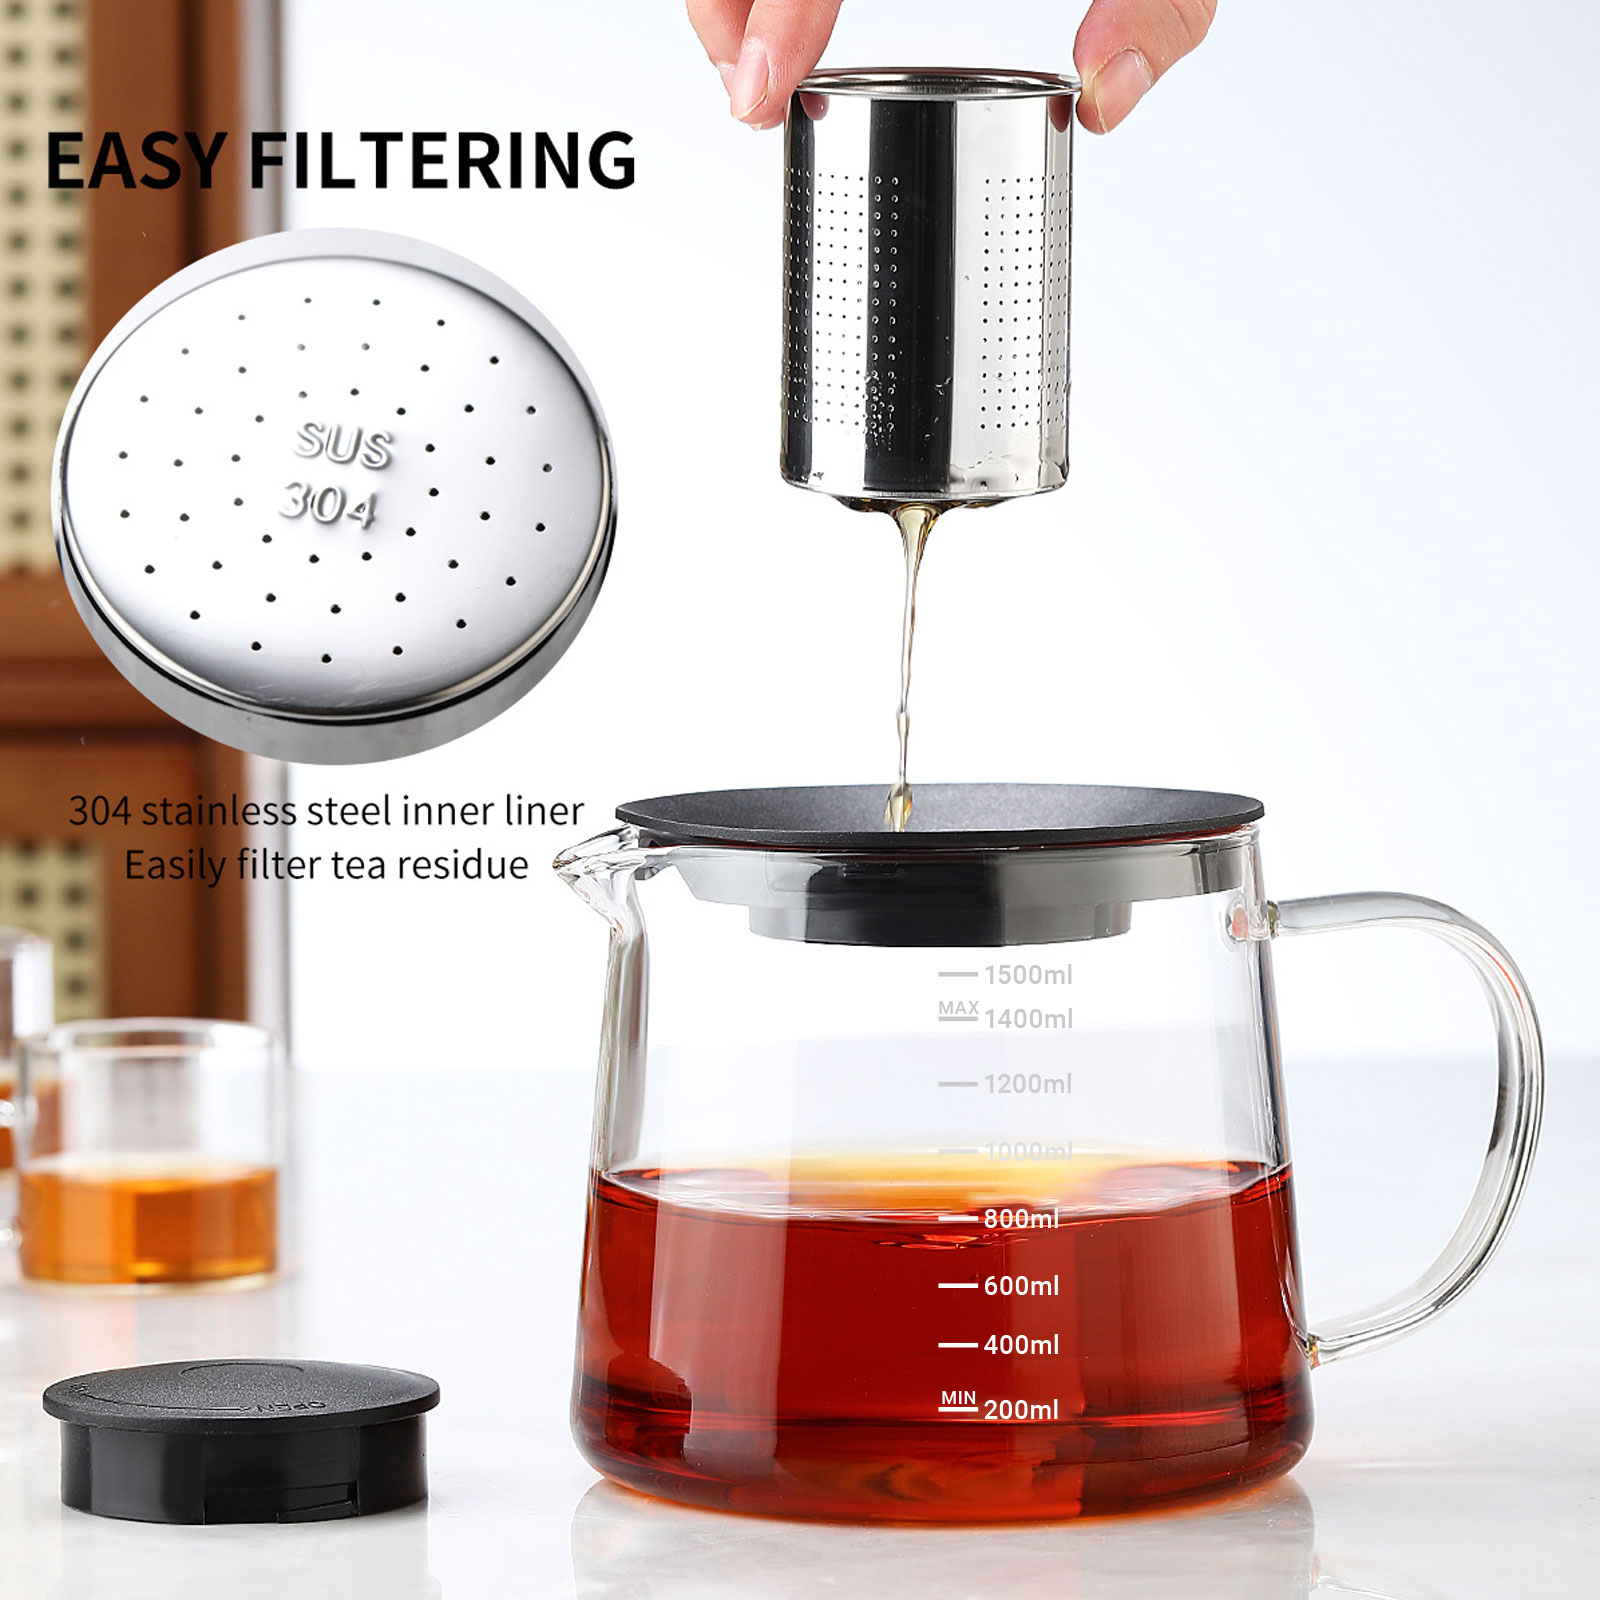 EASY FILTERING
SUS
304
304 stainless steel inner liner
Easily filter tea residue
1500ml
MAX
1400ml
1200ml
1000ml
800ml
600ml
400ml
MIN
200ml
OPEN